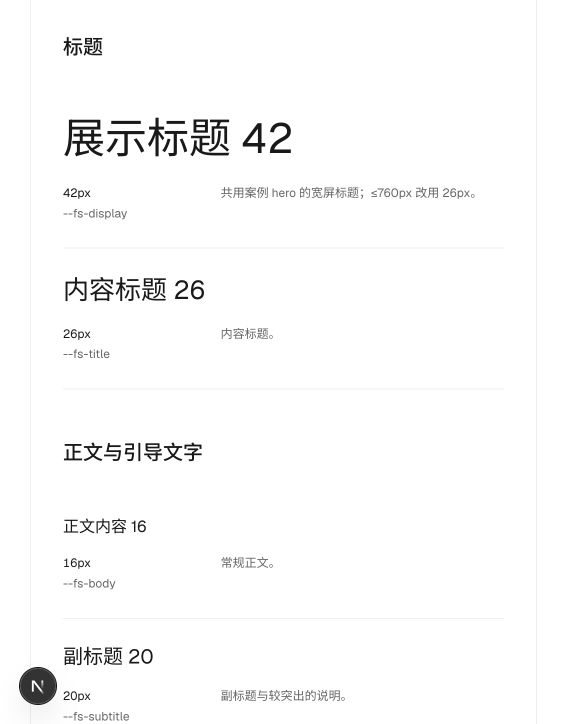 标题
展示标题 42
42px
共用案例 hero 的宽屏标题；≤760px 改用 26px。
--fs-display
内容标题 26
26px
内容标题。
--fs-title
正文与引导文字
正文内容 16
16px
常规正文。
--fs-body
副标题 20
N
20px
副标题与较突出的说明。
--fs-subtitle